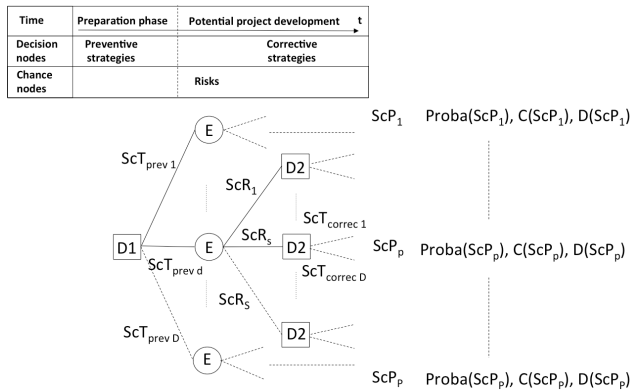 Time Preparation phase Potential project development t
Decision nodes Preventive strategies Corrective strategies
Chance nodes Risks
ScP1 Proba(ScP1), C(ScP1), D(ScP1)
E
ScTprev 1
D2
ScR1
ScTcorrec 1
D1 E ScRs D2 ScPp Proba(ScPp), C(ScPp), D(ScPp)
ScTprev d
ScTcorrec D
ScRS
ScTprev D
D2
E
ScPP Proba(ScPP), C(ScPP), D(ScPP)